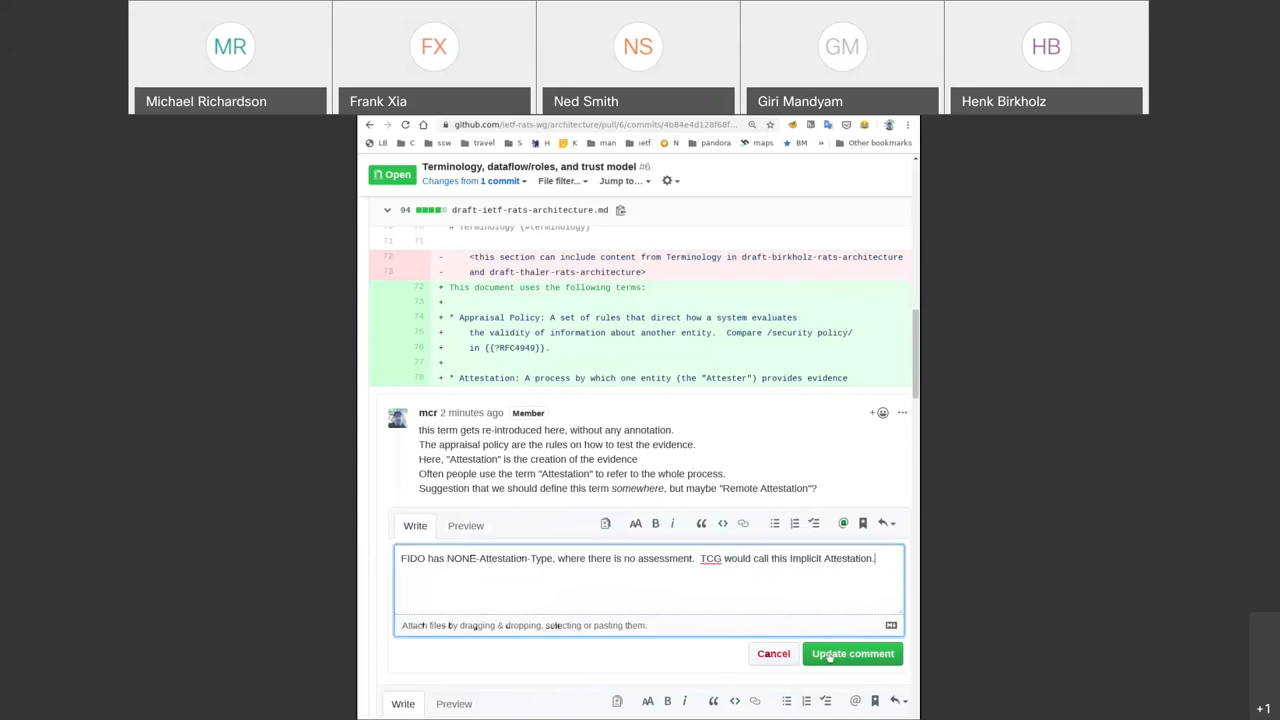 MR
FX
NS
GM
HB
Michael Richardson
Frank Xia
Ned Smith
Giri Mandyam
Henk Birkholz
github.com/ietf-rats-wg/architecture/pull/6/commits/4b84e4d128f68f...
LB C ssw travel S H K man ietf N pandora maps BM » Other bookmarks
Open
Terminology, dataflow/roles, and trust model #6
Changes from 1 commit File filter... Jump to...
94 draft-ietf-rats-architecture.md
# Terminology {#terminology}
71 71
72 - <this section can include content from Terminology in draft-birkholz-rats-architecture
73 - and draft-thaler-rats-architecture>
72 + This document uses the following terms:
73 +
74 + * Appraisal Policy: A set of rules that direct how a system evaluates
75 + the validity of information about another entity. Compare /security policy/
76 + in {{?RFC4949}}.
77 +
78 + * Attestation: A process by which one entity (the "Attester") provides evidence
mcr 2 minutes ago Member
this term gets re-introduced here, without any annotation.
The appraisal policy are the rules on how to test the evidence.
Here, "Attestation" is the creation of the evidence
Often people use the term "Attestation" to refer to the whole process.
Suggestion that we should define this term somewhere, but maybe "Remote Attestation"?
Write Preview
FIDO has NONE-Attestation-Type, where there is no assessment. TCG would call this Implicit Attestation.
Attach files by dragging & dropping, selecting or pasting them.
Cancel Update comment
Write Preview
+1